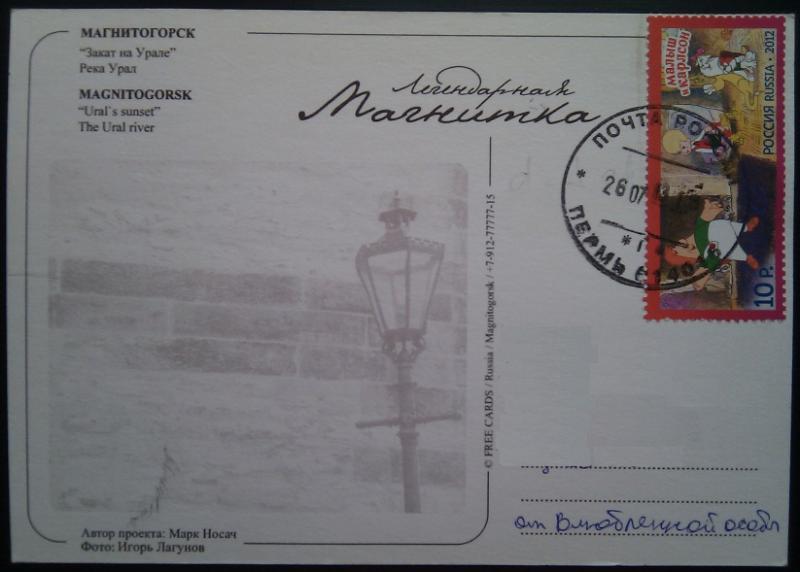 МАГНИТОГОРСК
“Закат на Урале”
Река Урал
MAGNITOGORSK
“Ural`s sunset”
The Ural river
Легендарная
Магнитка
МАЛЫШ
и КАРЛСОН
РОССИЯ RUSSIA • 2012
10 Р.
ПОЧТА РО
26 07
ПЕРМЬ
© FREE CARDS / Russia / Magnitogorsk / +7-912-77777-15
от Влюбленной особы
Автор проекта: Марк Носач
Фото: Игорь Лагунов